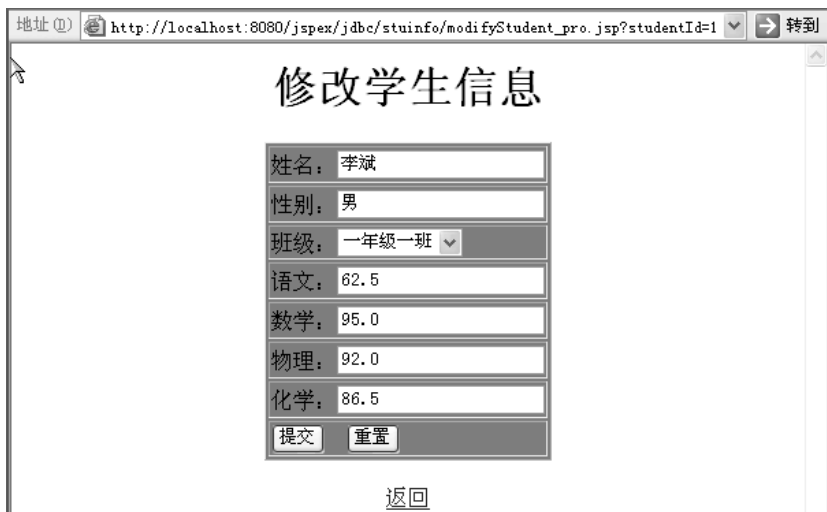 地址(D) http://localhost:8080/jspex/jdbc/stuinfo/modifyStudent_pro.jsp?studentId=1 转到
修改学生信息
姓名：李斌
性别：男
班级：一年级一班
语文：62.5
数学：95.0
物理：92.0
化学：86.5
提交 重置
返回